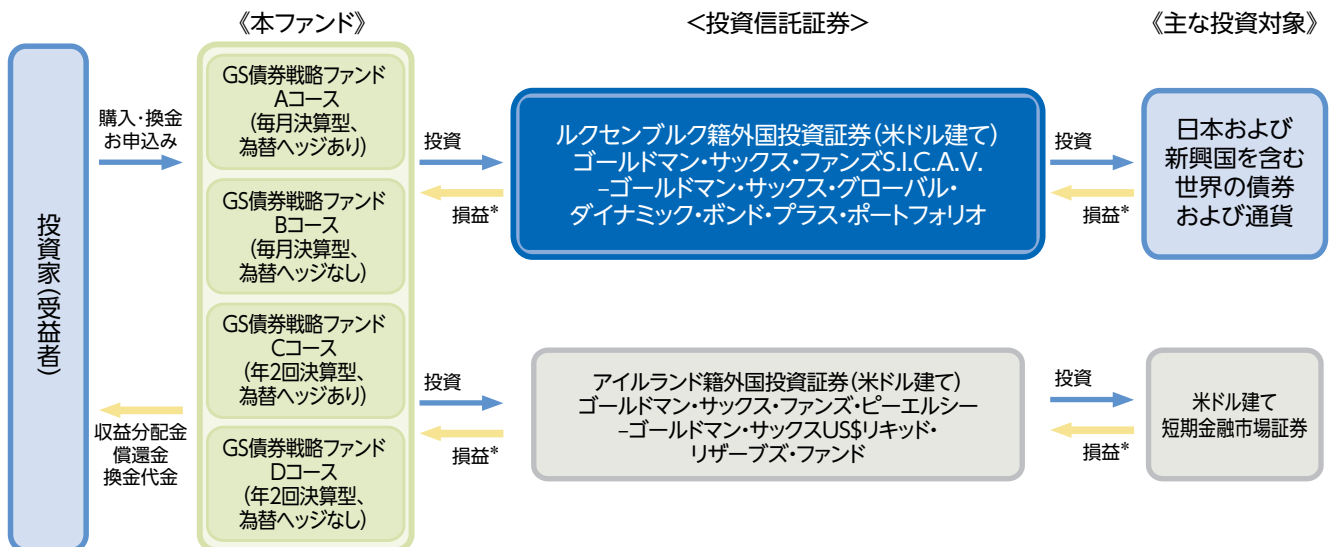 《本ファンド》
<投資信託証券>
《主な投資対象》
投資家(受益者)
購入・換金
お申込み
収益分配金
償還金
換金代金
GS債券戦略ファンド
Aコース
(毎月決算型、
為替ヘッジあり)
GS債券戦略ファンド
Bコース
(毎月決算型、
為替ヘッジなし)
GS債券戦略ファンド
Cコース
(年2回決算型、
為替ヘッジあり)
GS債券戦略ファンド
Dコース
(年2回決算型、
為替ヘッジなし)
投資
損益*
ルクセンブルク籍外国投資証券(米ドル建て)
ゴールドマン・サックス・ファンズS.I.C.A.V.
–ゴールドマン・サックス・グローバル・
ダイナミック・ボンド・プラス・ポートフォリオ
投資
損益*
日本および
新興国を含む
世界の債券
および通貨
投資
損益*
アイルランド籍外国投資証券(米ドル建て)
ゴールドマン・サックス・ファンズ・ピーエルシー
–ゴールドマン・サックスUS$リキッド・
リザーブズ・ファンド
投資
損益*
米ドル建て
短期金融市場証券